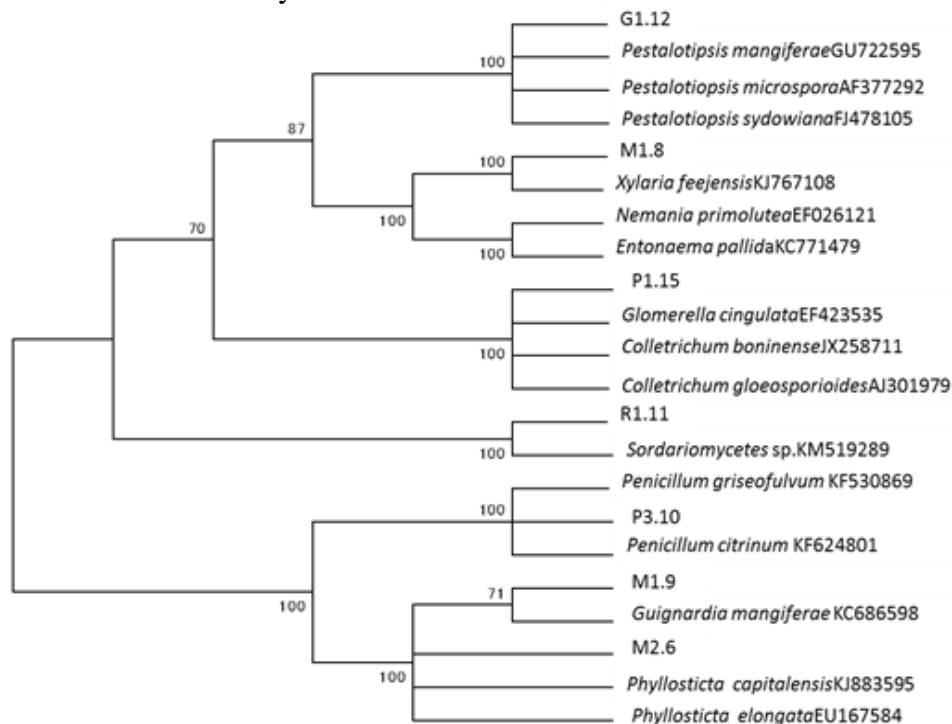 G1.12
Pestalotipsis mangiferaeGU722595
100
Pestalotiopsis microsporaAF377292
Pestalotiopsis sydowianaFJ478105
87
M1.8
100
Xylaria feejensisKJ767108
100
Nemania primoluteaEF026121
70
100
Entonaema pallidaKC771479
P1.15
Glomerella cingulataEF423535
100
Colletrichum boninenseJX258711
Colletrichum gloeosporioidesAJ301979
R1.11
100
Sordariomycetes sp.KM519289
Penicillum griseofulvum KF530869
100
P3.10
Penicillum citrinum KF624801
M1.9
71
100
Guignardia mangiferae KC686598
M2.6
100
Phyllosticta capitalensisKJ883595
Phyllosticta elongataEU167584